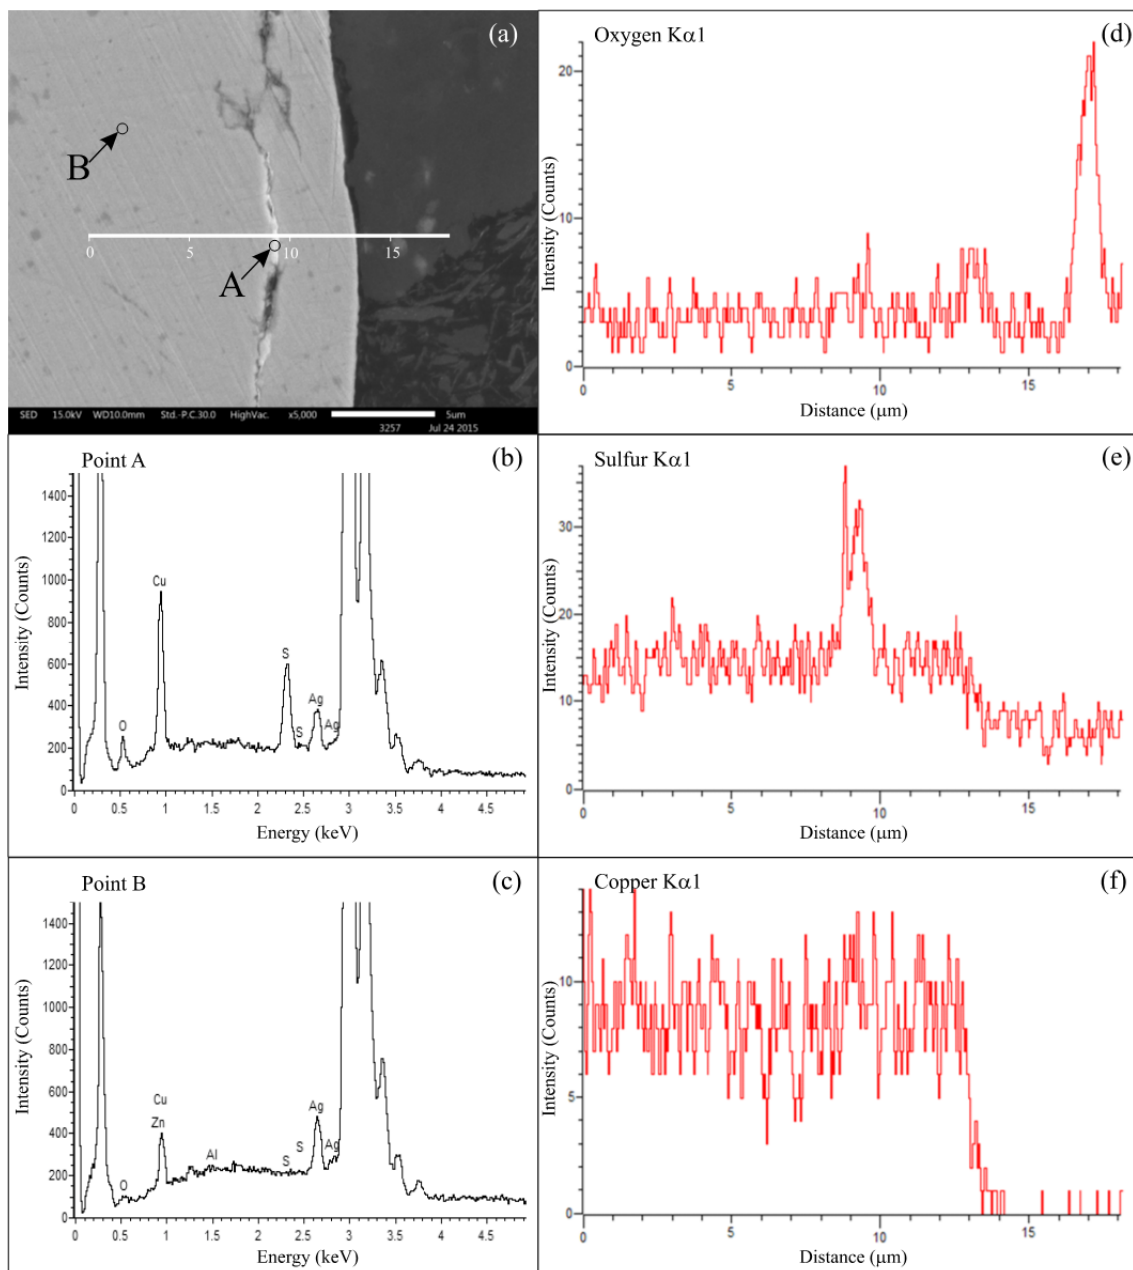 (a)
B
0
5
10
15
A
SED 15.0kV WD10.0mm Std.-P.C.30.0 HighVac. x5,000 5um
3257 Jul 24 2015
Point A
(b)
Intensity (Counts)
1400
1200
1000
800
600
400
200
0
Cu
O
S
S
Ag
Ag
0 0.5 1 1.5 2 2.5 3 3.5 4 4.5
Energy (keV)
Point B
(c)
Intensity (Counts)
1400
1200
1000
800
600
400
200
0
Cu
Zn
O
Al
S
S
Ag
Ag
0 0.5 1 1.5 2 2.5 3 3.5 4 4.5
Energy (keV)
Oxygen Kα1
(d)
Intensity (Counts)
20
10
0
0 5 10 15
Distance (μm)
Sulfur Kα1
(e)
Intensity (Counts)
30
20
10
0
0 5 10 15
Distance (μm)
Copper Kα1
(f)
Intensity (Counts)
10
5
0
0 5 10 15
Distance (μm)